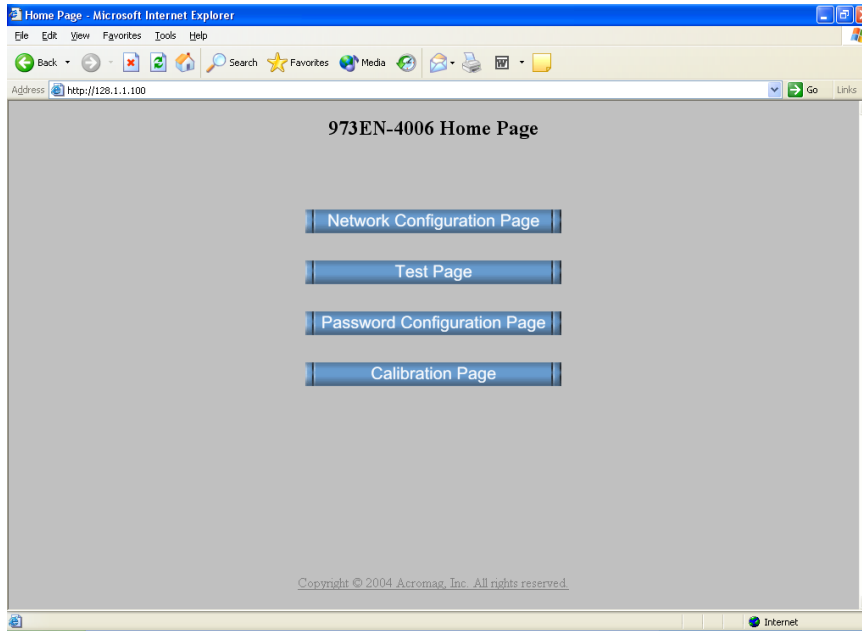 Home Page - Microsoft Internet Explorer
File Edit View Favorites Tools Help
Back Search Favorites Media W
Address http://128.1.1.100 Go Links
973EN-4006 Home Page
Network Configuration Page
Test Page
Password Configuration Page
Calibration Page
Copyright © 2004 Acromag, Inc. All rights reserved.
Internet